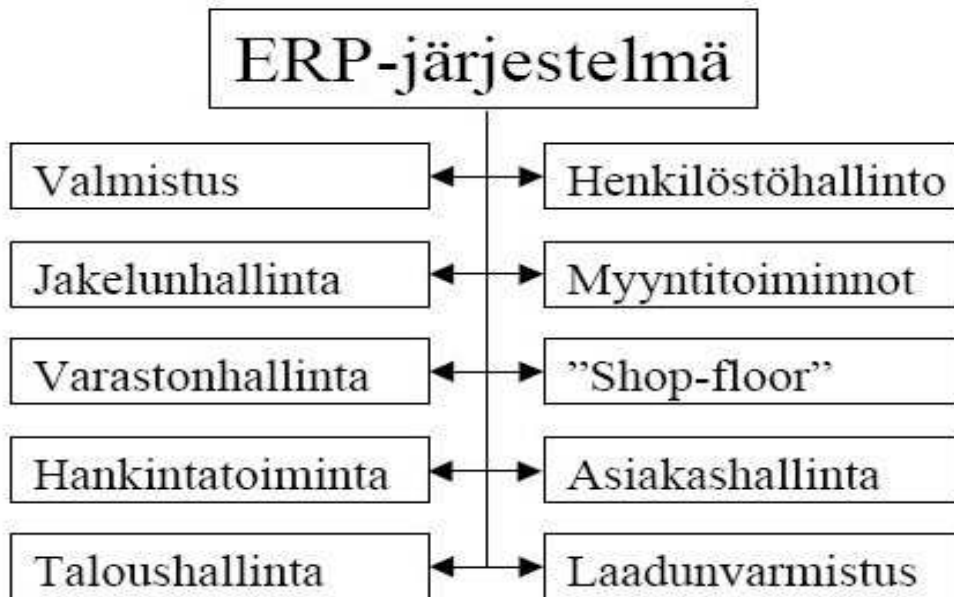 ERP-järjestelmä
Valmistus
Henkilöstöhallinto
Jakelunhallinta
Myyntitoiminnot
Varastonhallinta
”Shop-floor”
Hankintatoiminta
Asiakashallinta
Taloushallinta
Laadunvarmistus